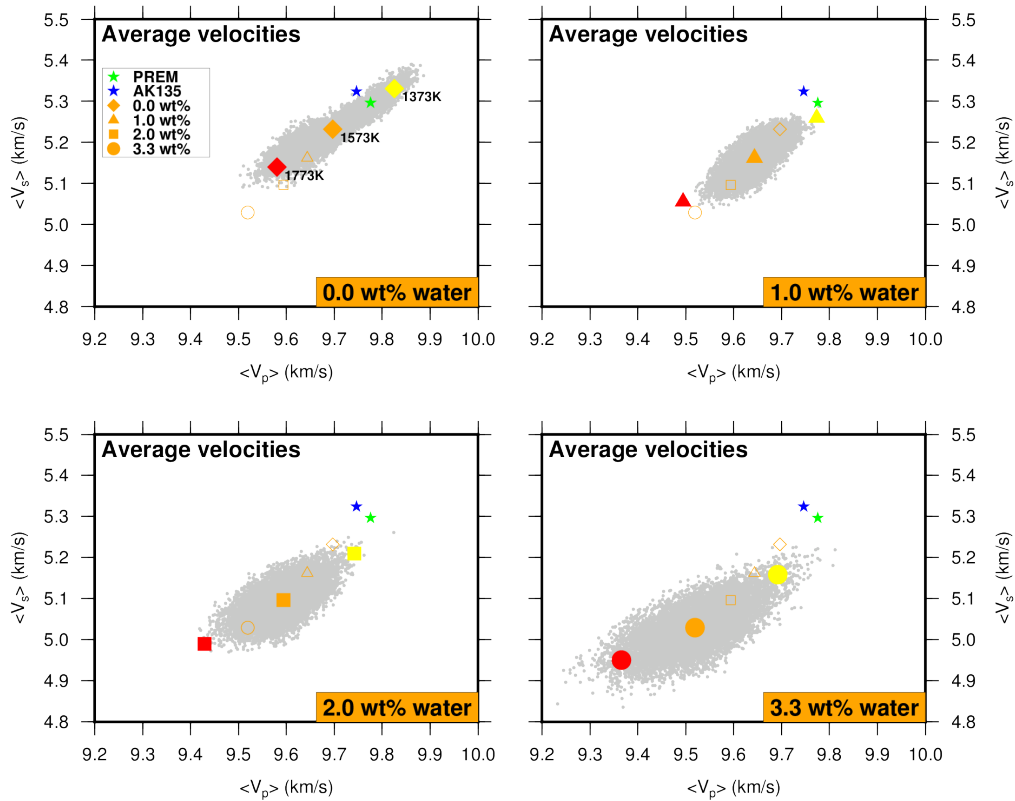 Average velocities
PREM
AK135
0.0 wt%
1.0 wt%
2.0 wt%
3.3 wt%
1373K
1573K
1773K
0.0 wt% water
5.5
5.4
5.3
5.2
5.1
5.0
4.9
4.8
<Vs> (km/s)
9.2 9.3 9.4 9.5 9.6 9.7 9.8 9.9 10.0
<Vp> (km/s)
Average velocities
1.0 wt% water
5.5
5.4
5.3
5.2
5.1
5.0
4.9
4.8
<Vs> (km/s)
9.2 9.3 9.4 9.5 9.6 9.7 9.8 9.9 10.0
<Vp> (km/s)
Average velocities
2.0 wt% water
5.5
5.4
5.3
5.2
5.1
5.0
4.9
4.8
<Vs> (km/s)
9.2 9.3 9.4 9.5 9.6 9.7 9.8 9.9 10.0
<Vp> (km/s)
Average velocities
3.3 wt% water
5.5
5.4
5.3
5.2
5.1
5.0
4.9
4.8
<Vs> (km/s)
9.2 9.3 9.4 9.5 9.6 9.7 9.8 9.9 10.0
<Vp> (km/s)